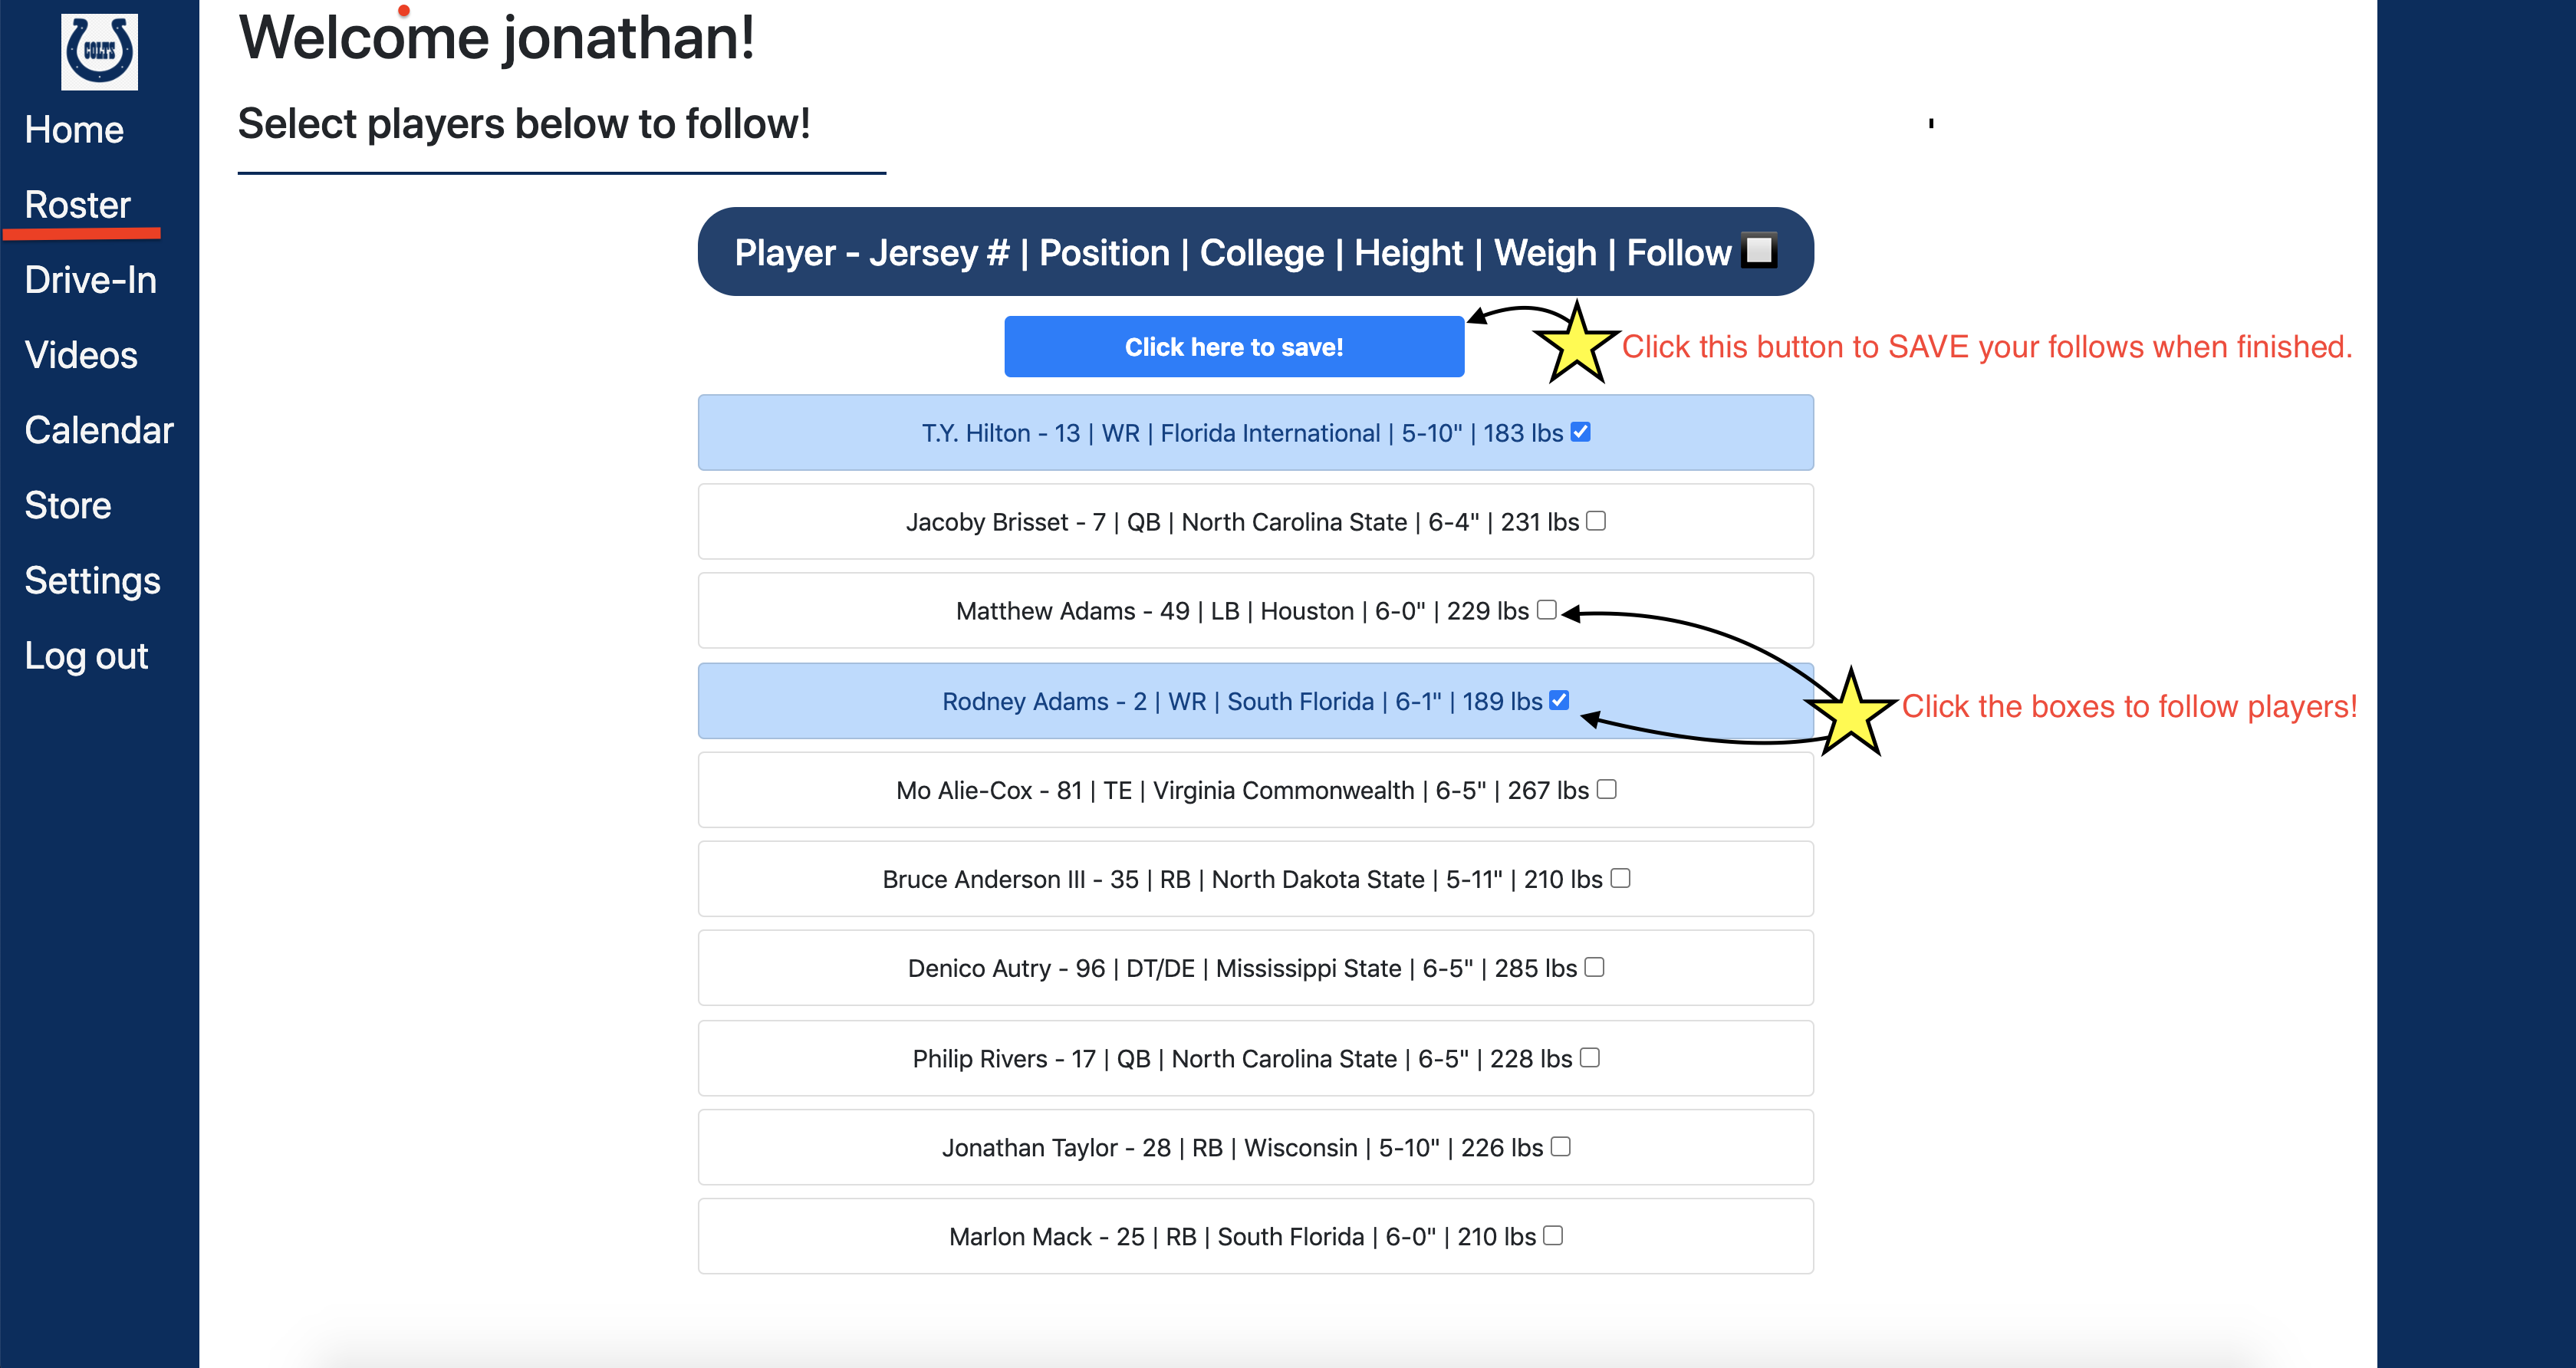 COLTS
Home
Roster
Drive-In
Videos
Calendar
Store
Settings
Log out
Welcome jonathan!
Select players below to follow!
Player - Jersey # | Position | College | Height | Weigh | Follow
Click here to save!
Click this button to SAVE your follows when finished.
T.Y. Hilton - 13 | WR | Florida International | 5-10" | 183 lbs
Jacoby Brisset - 7 | QB | North Carolina State | 6-4" | 231 lbs
Matthew Adams - 49 | LB | Houston | 6-0" | 229 lbs
Rodney Adams - 2 | WR | South Florida | 6-1" | 189 lbs
Click the boxes to follow players!
Mo Alie-Cox - 81 | TE | Virginia Commonwealth | 6-5" | 267 lbs
Bruce Anderson III - 35 | RB | North Dakota State | 5-11" | 210 lbs
Denico Autry - 96 | DT/DE | Mississippi State | 6-5" | 285 lbs
Philip Rivers - 17 | QB | North Carolina State | 6-5" | 228 lbs
Jonathan Taylor - 28 | RB | Wisconsin | 5-10" | 226 lbs
Marlon Mack - 25 | RB | South Florida | 6-0" | 210 lbs